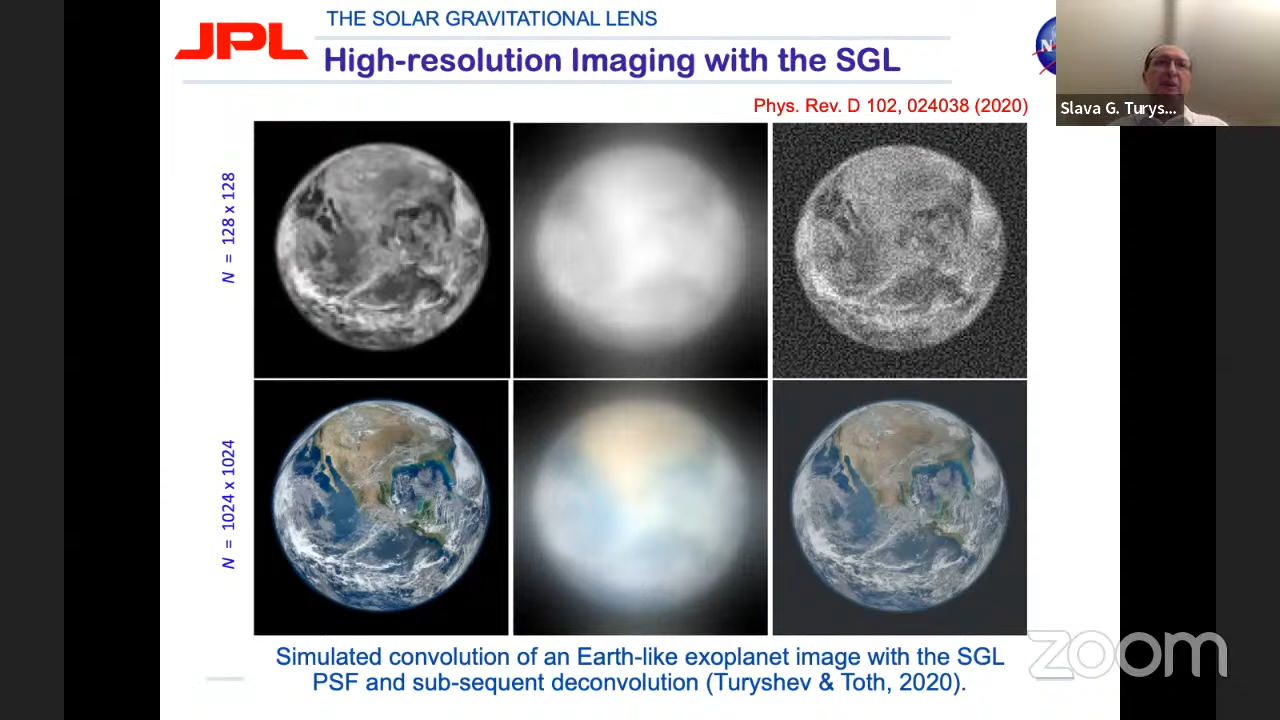 THE SOLAR GRAVITATIONAL LENS
JPL
High-resolution Imaging with the SGL
N
Slava G. Turys...
Phys. Rev. D 102, 024038 (2020)
N = 128 x 128
N = 1024 x 1024
Simulated convolution of an Earth-like exoplanet image with the SGL
PSF and sub-sequent deconvolution (Turyshev & Toth, 2020).
zoom